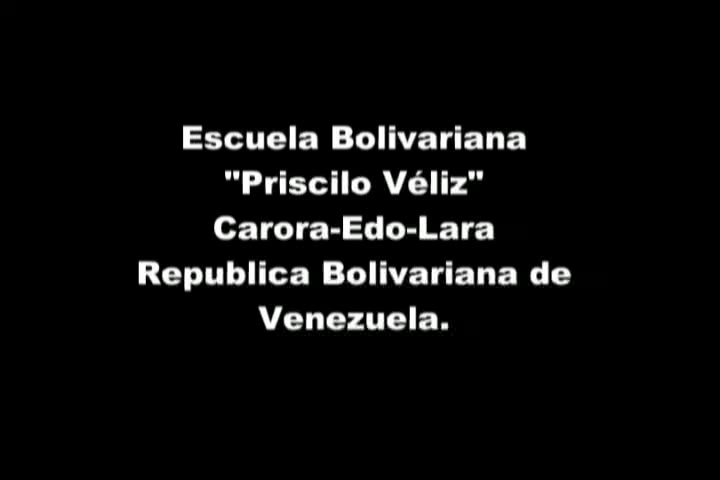 Escuela Bolivariana
"Priscilo Véliz"
Carora-Edo-Lara
Republica Bolivariana de
Venezuela.